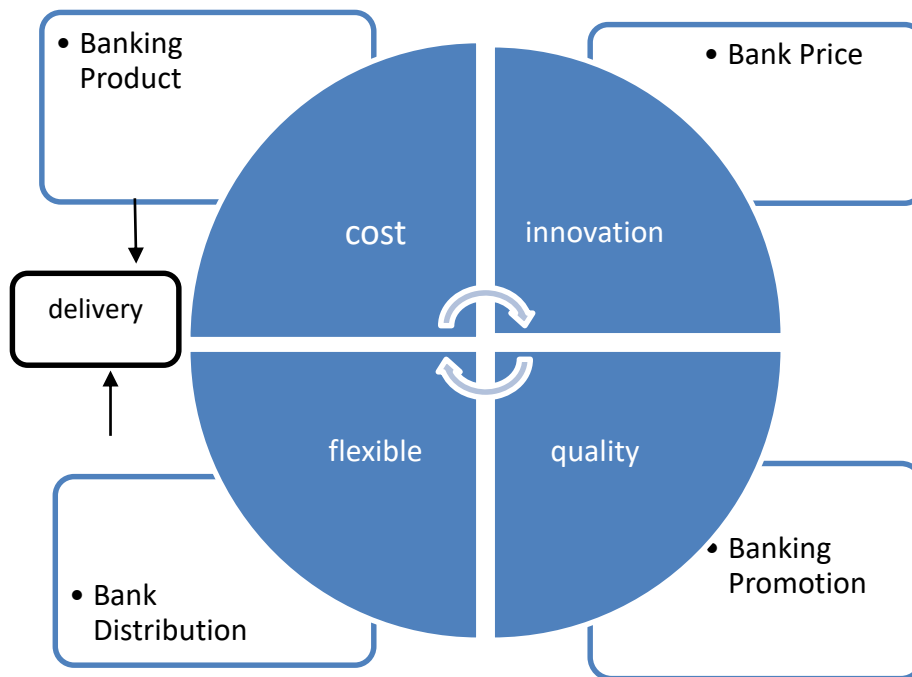 • Banking
Product
• Bank Price
cost
innovation
delivery
flexible
quality
• Bank
Distribution
• Banking
Promotion